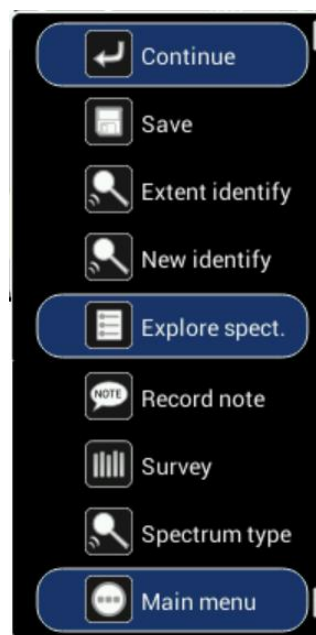 Continue
Save
Extent identify
New identify
Explore spect.
NOTE
Record note
Survey
Spectrum type
Main menu